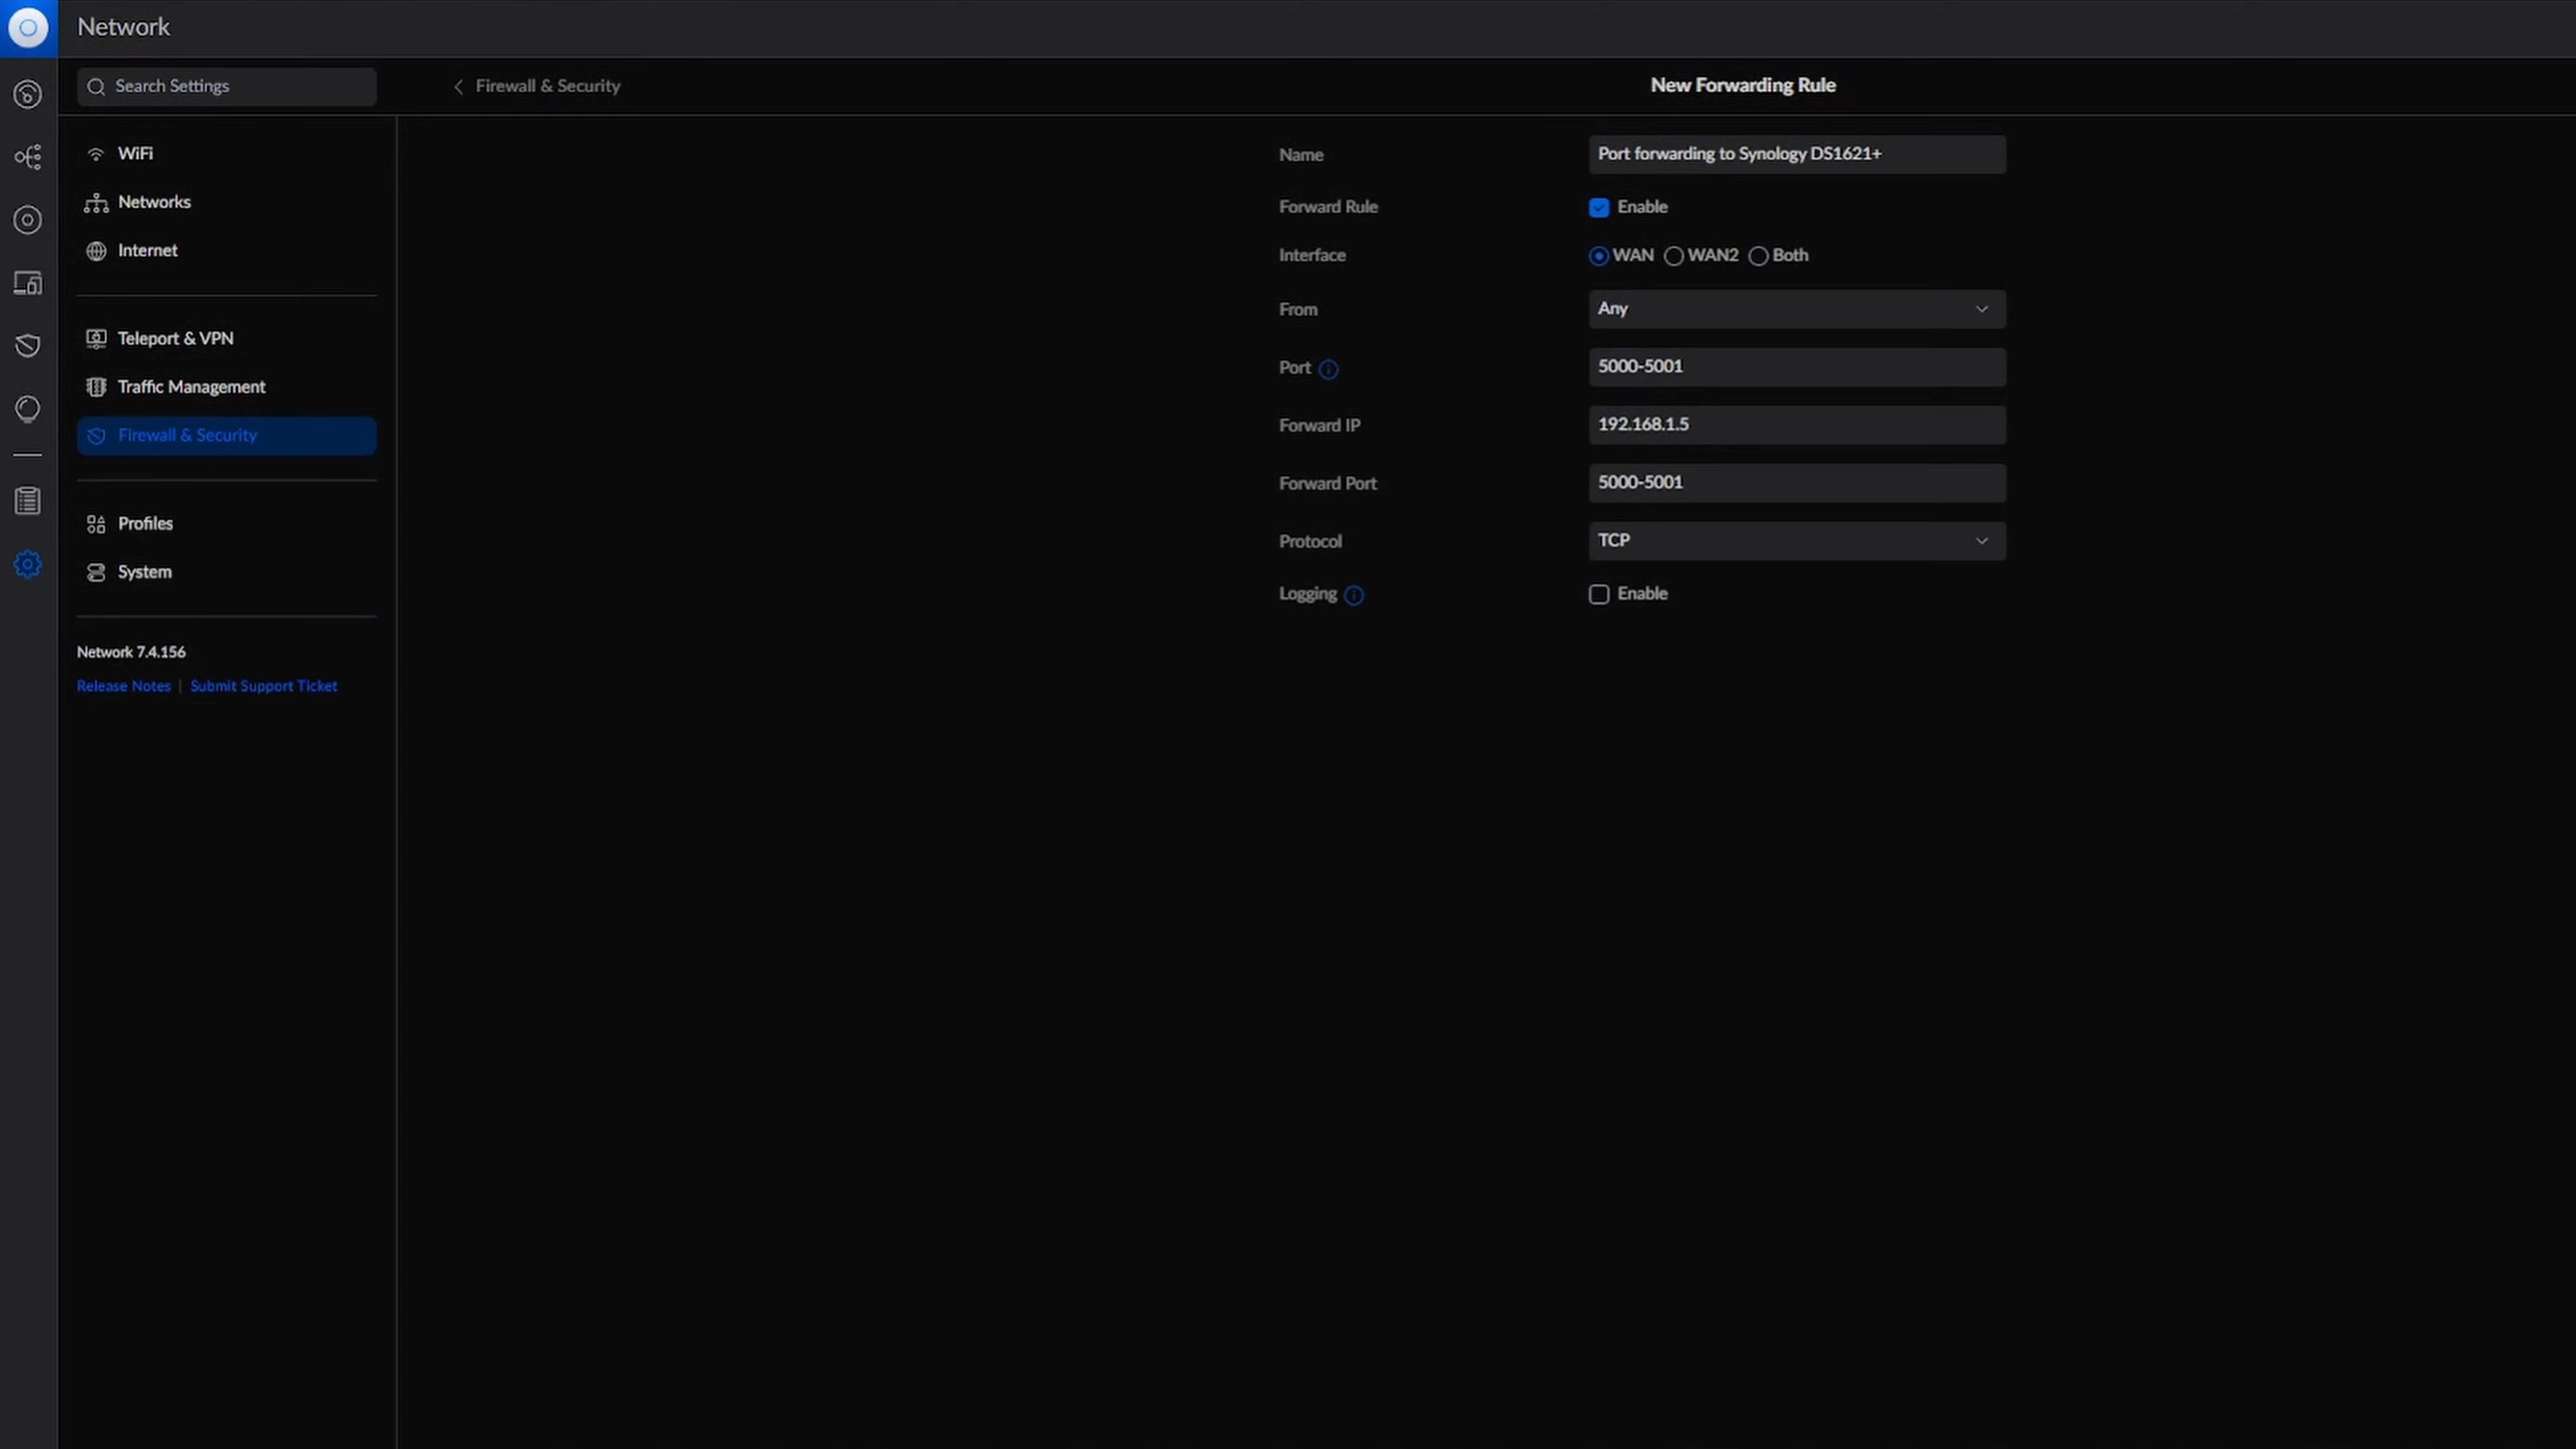 Network
Search Settings
Firewall & Security
New Forwarding Rule
WiFi
Networks
Internet
Teleport & VPN
Traffic Management
Firewall & Security
Profiles
System
Network 7.4.156
Release Notes | Submit Support Ticket
Name Port forwarding to Synology DS1621+
Forward Rule Enable
Interface WAN WAN2 Both
From Any
Port 5000-5001
Forward IP 192.168.1.5
Forward Port 5000-5001
Protocol TCP
Logging Enable